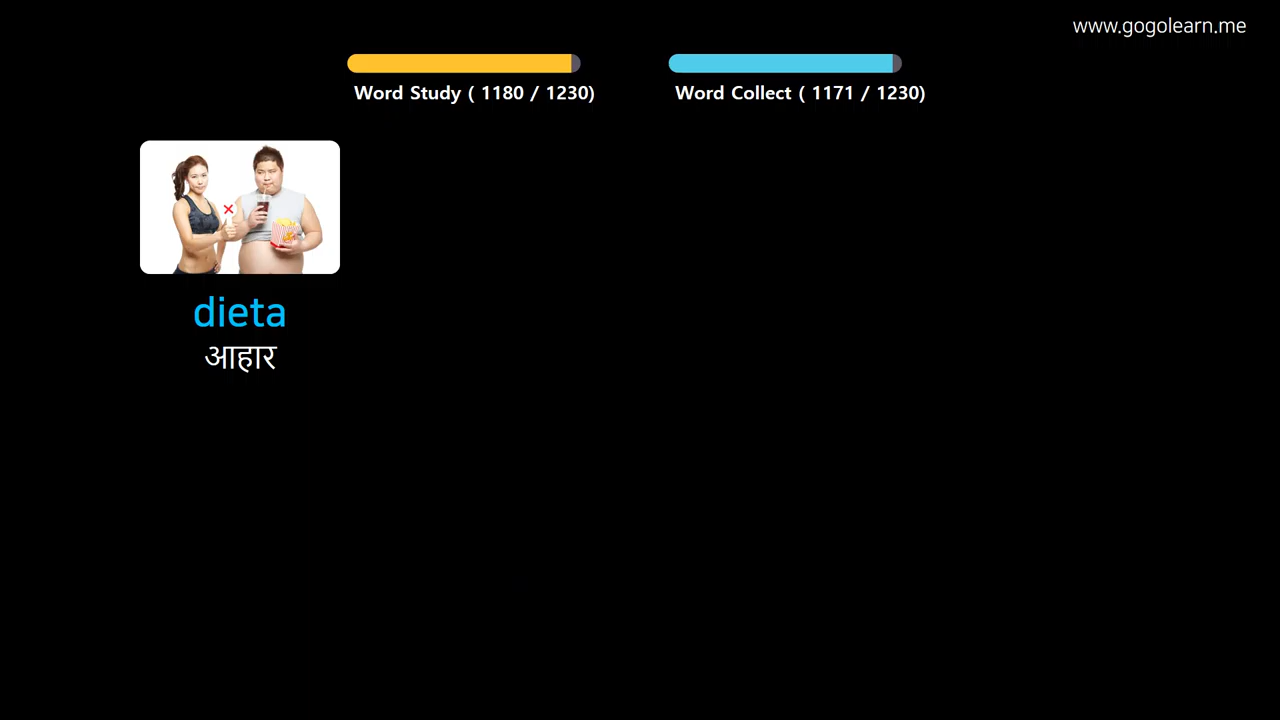 www.gogolearn.me
Word Study ( 1180 / 1230)
Word Collect ( 1171 / 1230)
dieta
आहार